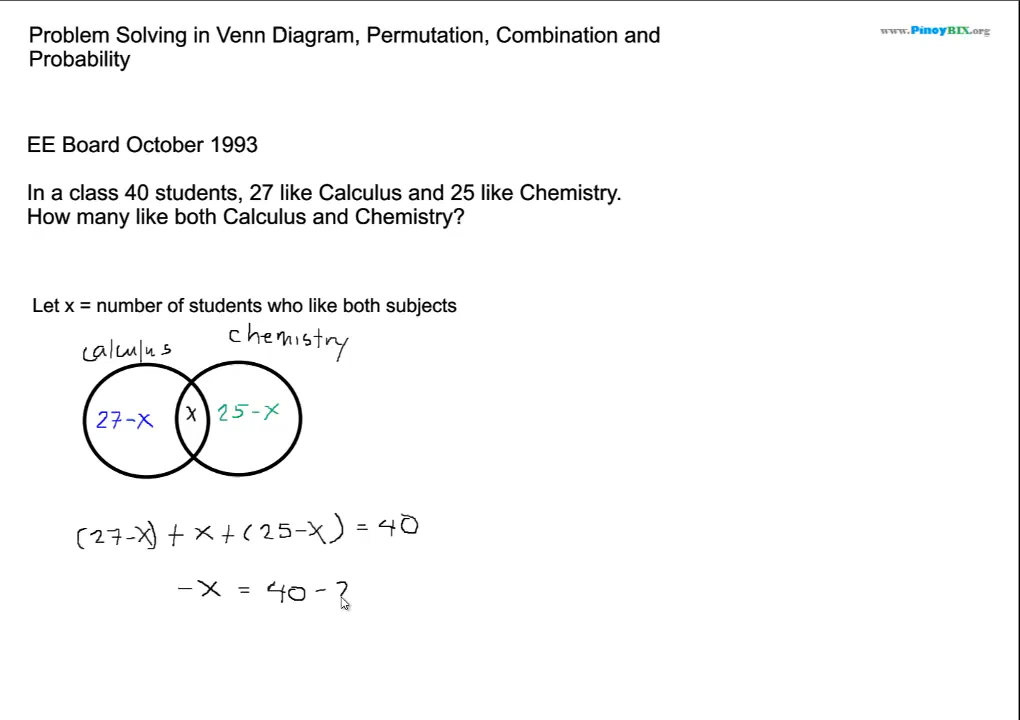 Problem Solving in Venn Diagram, Permutation, Combination and
Probability
www.PinoyBIX.org
EE Board October 1993
In a class 40 students, 27 like Calculus and 25 like Chemistry.
How many like both Calculus and Chemistry?
Let x = number of students who like both subjects
calculus
chemistry
27-x
x
25-x
(27-x) + x + (25-x) = 40
-x = 40 - 2